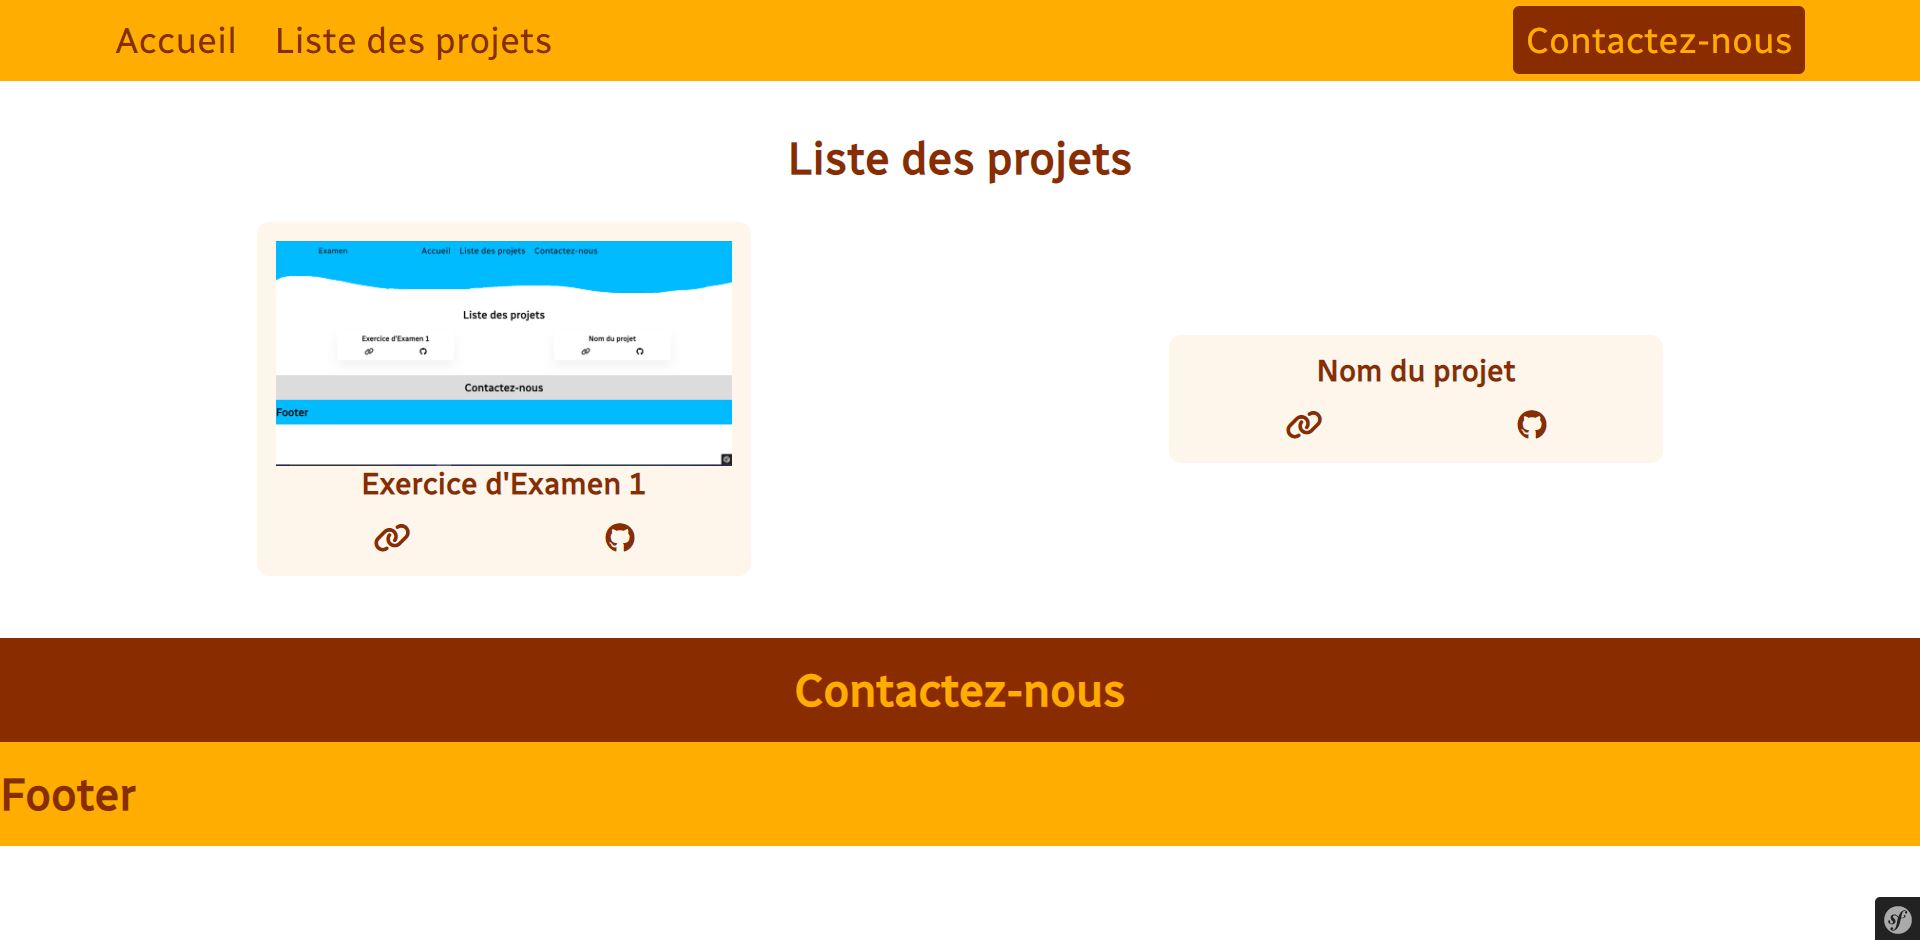 Accueil Liste des projets Contactez-nous
Liste des projets
Examen Accueil Liste des projets Contactez-nous
Liste des projets
Exercice d'Examen 1 Nom du projet
Contactez-nous
Footer
Exercice d'Examen 1
Nom du projet
Contactez-nous
Footer
sf